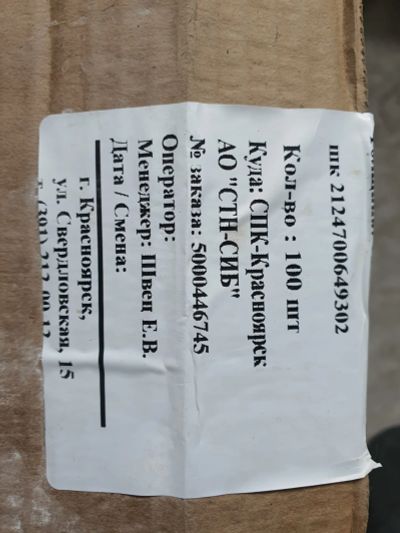 шк 2124700649302
Кол-во : 100 шт
Куда: СПК-Красноярск
АО "СТН-СИБ"
№ заказа: 5000446745
Оператор:
Менеджер: Швец Е.В.
Дата / Смена:
г. Красноярск,
ул. Свердловская, 15